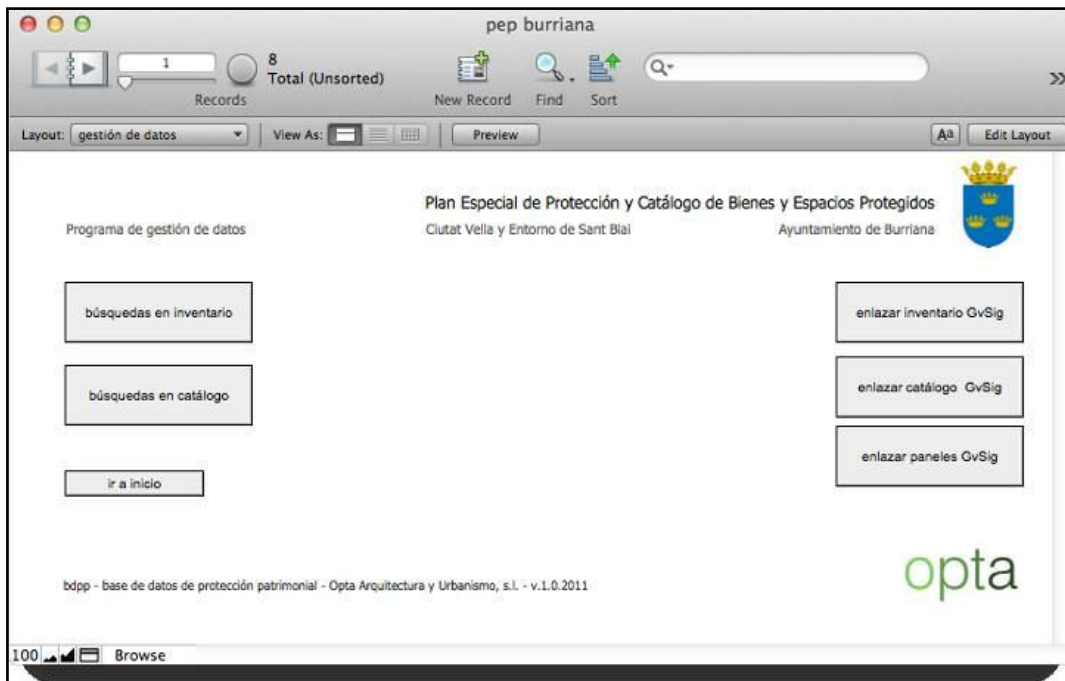 pep burriana
1
8
Total (Unsorted)
Records
New Record
Find
Sort
Layout: gestión de datos
View As:
Preview
Aa
Edit Layout
Plan Especial de Protección y Catálogo de Bienes y Espacios Protegidos
Programa de gestión de datos
Ciutat Vella y Entorno de Sant Blai
Ayuntamiento de Burriana
búsquedas en inventario
enlazar inventario GvSig
búsquedas en catálogo
enlazar catálogo GvSig
enlazar paneles GvSig
ir a inicio
opta
bdpp - base de datos de protección patrimonial - Opta Arquitectura y Urbanismo, s.l. - v.1.0.2011
100
Browse